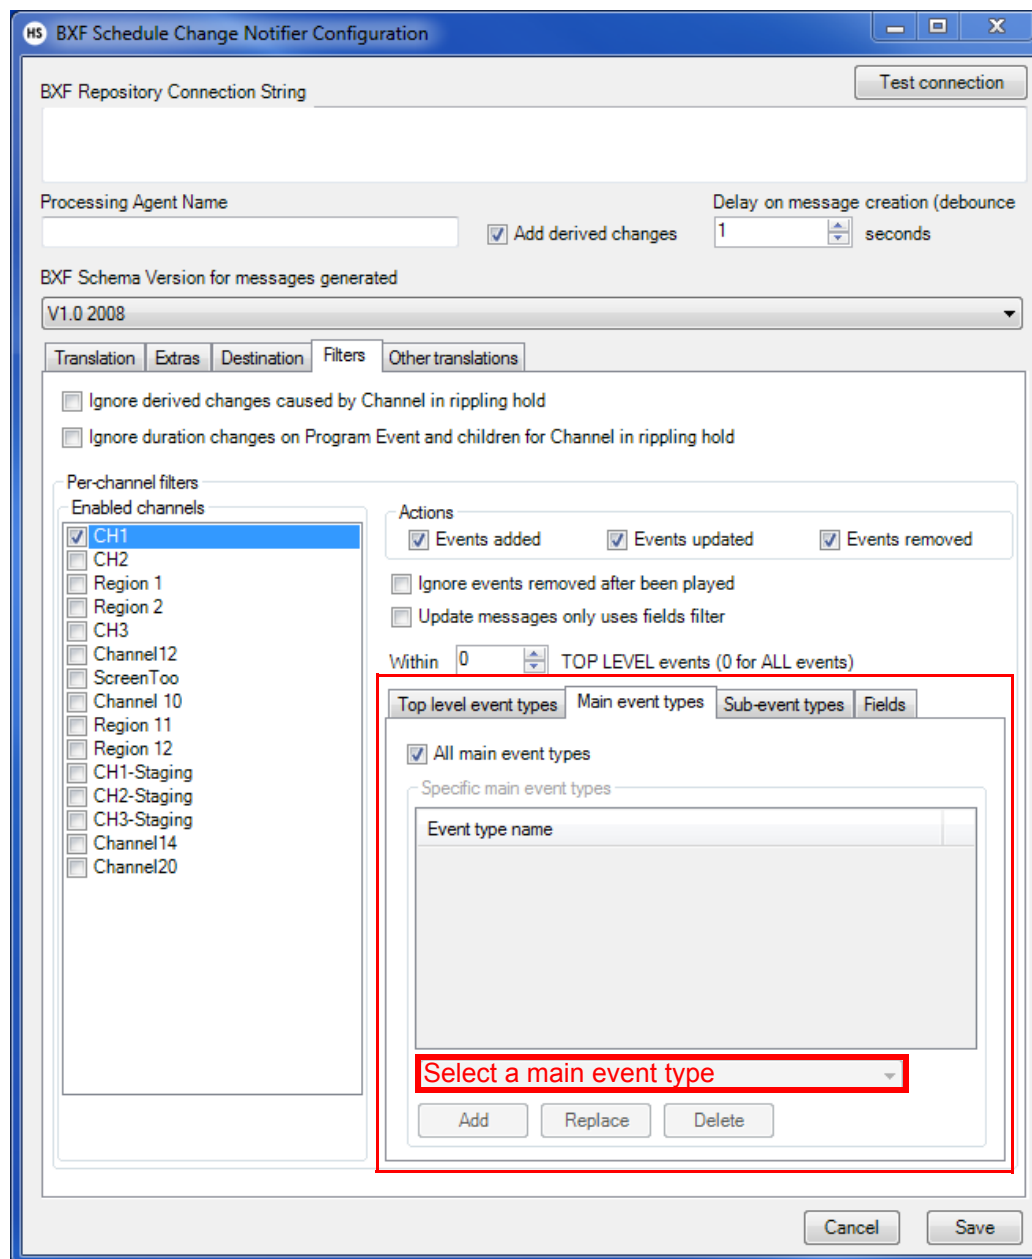 HS BXF Schedule Change Notifier Configuration
Test connection
BXF Repository Connection String
Processing Agent Name
Delay on message creation (debounce
Add derived changes
1
seconds
BXF Schema Version for messages generated
V1.0 2008
Translation Extras Destination Filters Other translations
Ignore derived changes caused by Channel in rippling hold
Ignore duration changes on Program Event and children for Channel in rippling hold
Per-channel filters
Enabled channels
CH1
CH2
Region 1
Region 2
CH3
Channel12
ScreenToo
Channel 10
Region 11
Region 12
CH1-Staging
CH2-Staging
CH3-Staging
Channel14
Channel20
Actions
Events added Events updated Events removed
Ignore events removed after been played
Update messages only uses fields filter
Within 0 TOP LEVEL events (0 for ALL events)
Top level event types Main event types Sub-event types Fields
All main event types
Specific main event types
Event type name
Select a main event type
Add Replace Delete
Cancel Save